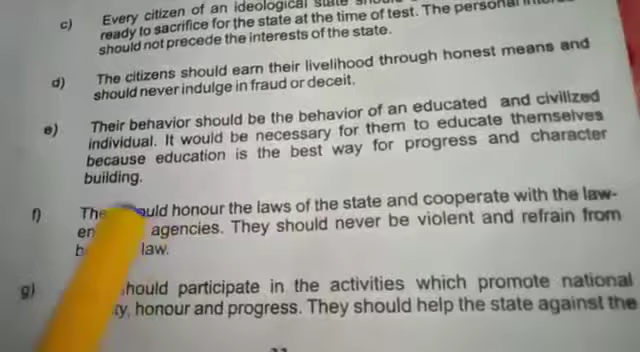 c) Every citizen of an ideological state
ready to sacrifice for the state at the time of test. The personal
should not precede the interests of the state.
d) The citizens should earn their livelihood through honest means and
should never indulge in fraud or deceit.
e) Their behavior should be the behavior of an educated and civilized
individual. It would be necessary for them to educate themselves
because education is the best way for progress and character
building.
f) honour the laws of the state and cooperate with the law-
agencies. They should never be violent and refrain from
law.
g) should participate in the activities which promote national
honour and progress. They should help the state against the